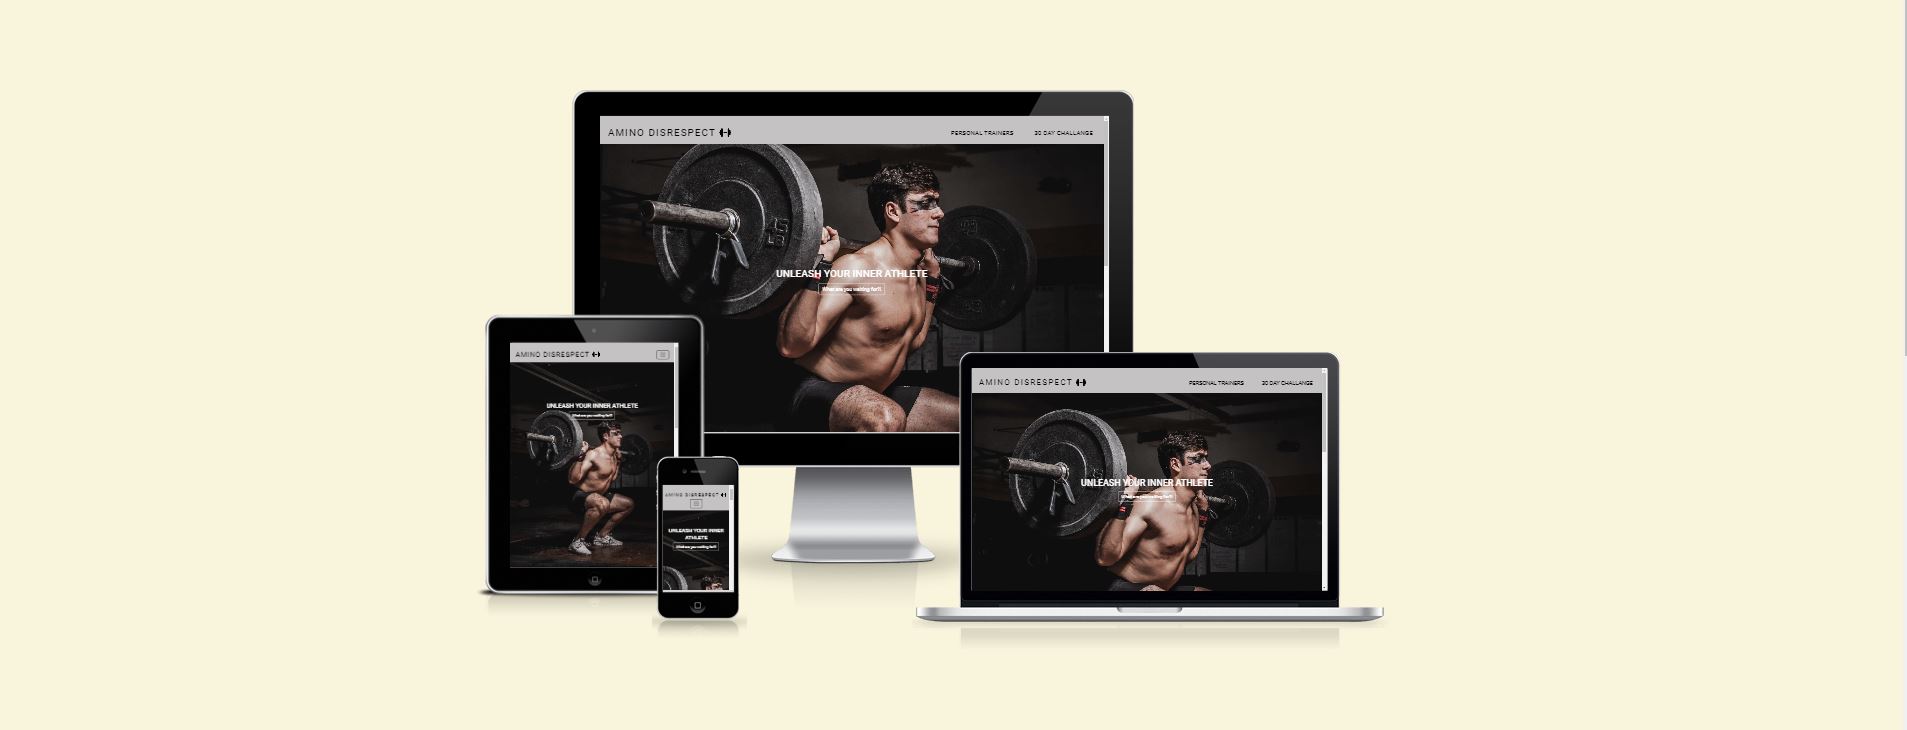 AMINO DISRESPECT
PERSONAL TRAINERS
30 DAY CHALLANGE
45
LB
UNLEASH YOUR INNER ATHLETE
What are you waiting for!!
AMINO DISRESPECT
UNLEASH YOUR INNER ATHLETE
What are you waiting for!!
AMINO DISRESPECT
UNLEASH YOUR INNER
ATHLETE
What are you waiting for!!
AMINO DISRESPECT
PERSONAL TRAINERS
30 DAY CHALLANGE
UNLEASH YOUR INNER ATHLETE
What are you waiting for!!